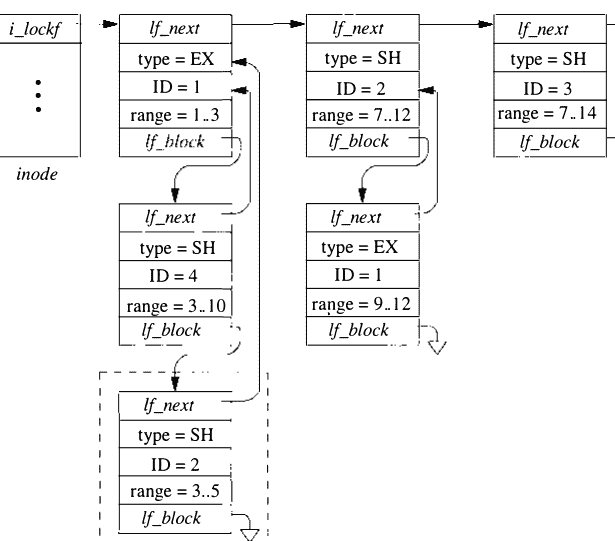 i_lockf
inode
lf_next
type = EX
ID = 1
range = 1..3
lf_block
lf_next
type = SH
ID = 2
range = 7..12
lf_block
lf_next
type = SH
ID = 3
range = 7..14
lf_block
lf_next
type = SH
ID = 4
range = 3..10
lf_block
lf_next
type = EX
ID = 1
range = 9..12
lf_block
lf_next
type = SH
ID = 2
range = 3..5
lf_block